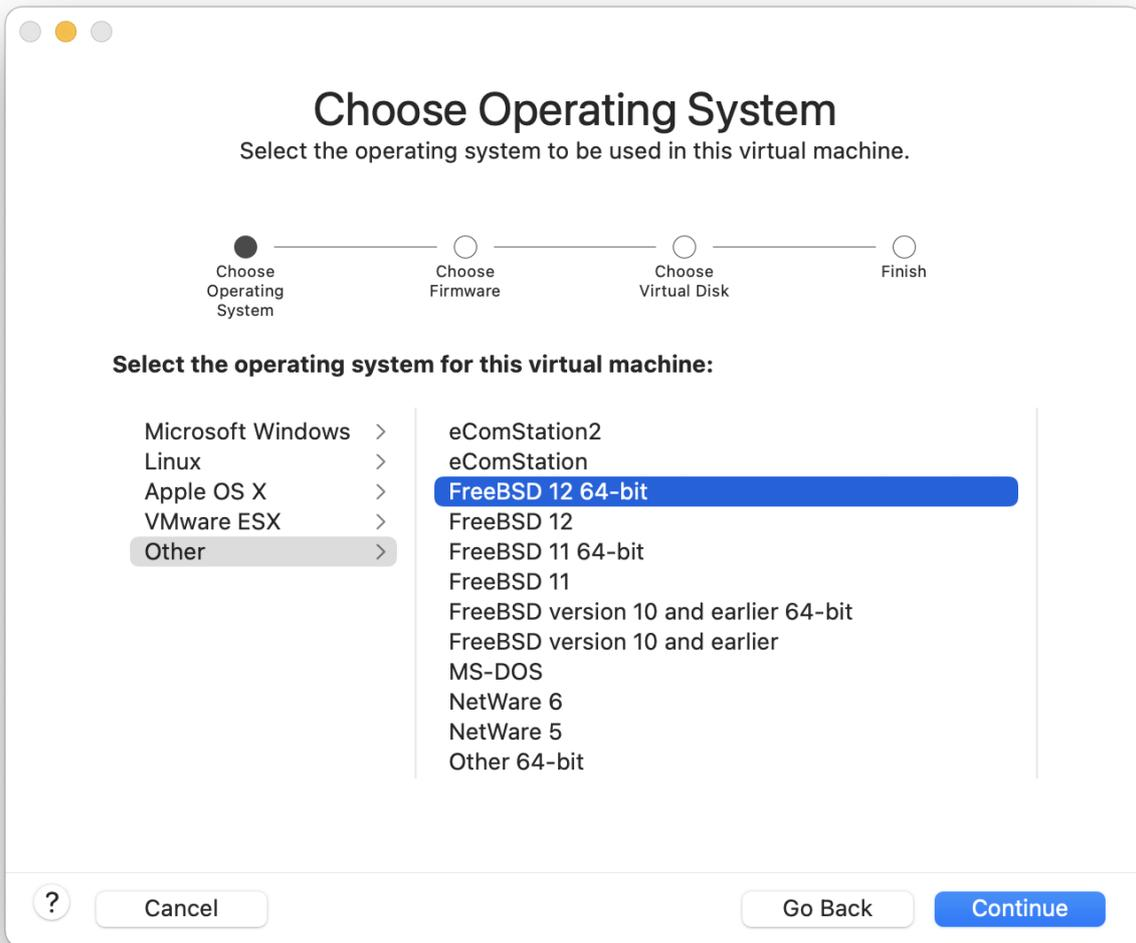 Choose Operating System
Select the operating system to be used in this virtual machine.
Choose
Operating
System
Choose
Firmware
Choose
Virtual Disk
Finish
Select the operating system for this virtual machine:
Microsoft Windows
Linux
Apple OS X
VMware ESX
Other
eComStation2
eComStation
FreeBSD 12 64-bit
FreeBSD 12
FreeBSD 11 64-bit
FreeBSD 11
FreeBSD version 10 and earlier 64-bit
FreeBSD version 10 and earlier
MS-DOS
NetWare 6
NetWare 5
Other 64-bit
?
Cancel
Go Back
Continue